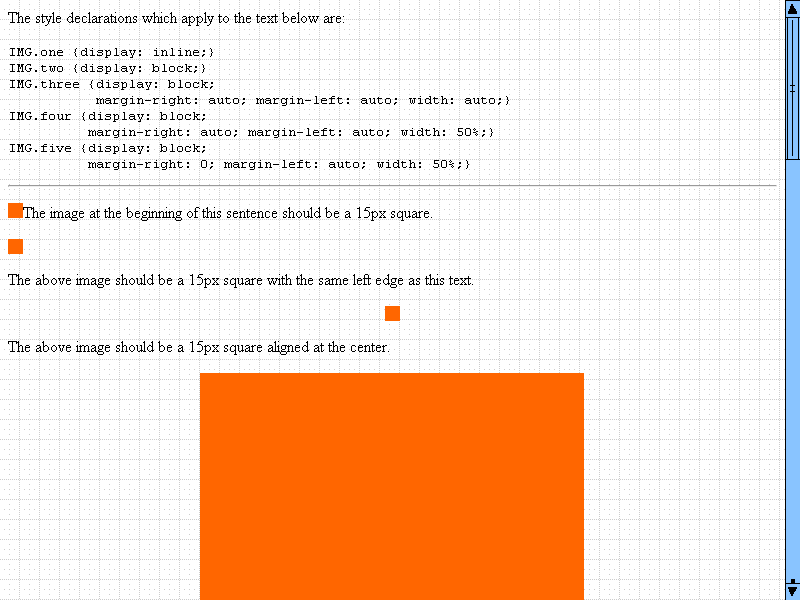 The style declarations which apply to the text below are:
IMG.one {display: inline;}
IMG.two {display: block;}
IMG.three {display: block;
margin-right: auto; margin-left: auto; width: auto;}
IMG.four {display: block;
margin-right: auto; margin-left: auto; width: 50%;}
IMG.five {display: block;
margin-right: 0; margin-left: auto; width: 50%;}
The image at the beginning of this sentence should be a 15px square.
The above image should be a 15px square with the same left edge as this text.
The above image should be a 15px square aligned at the center.